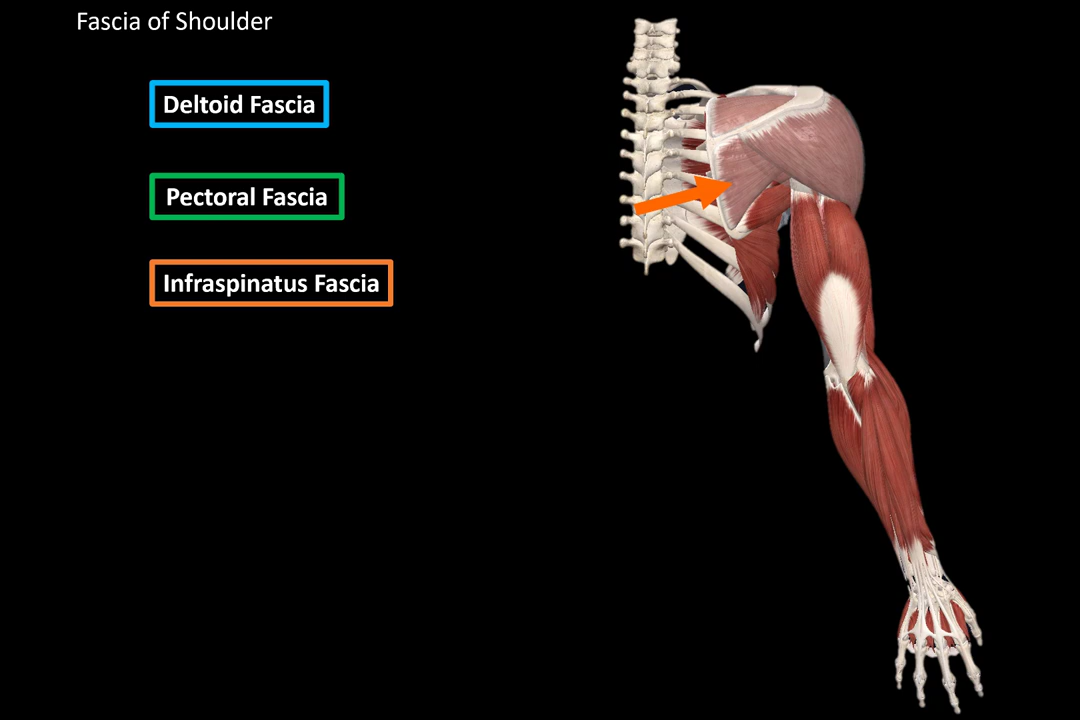 Fascia of Shoulder
Deltoid Fascia
Pectoral Fascia
Infraspinatus Fascia